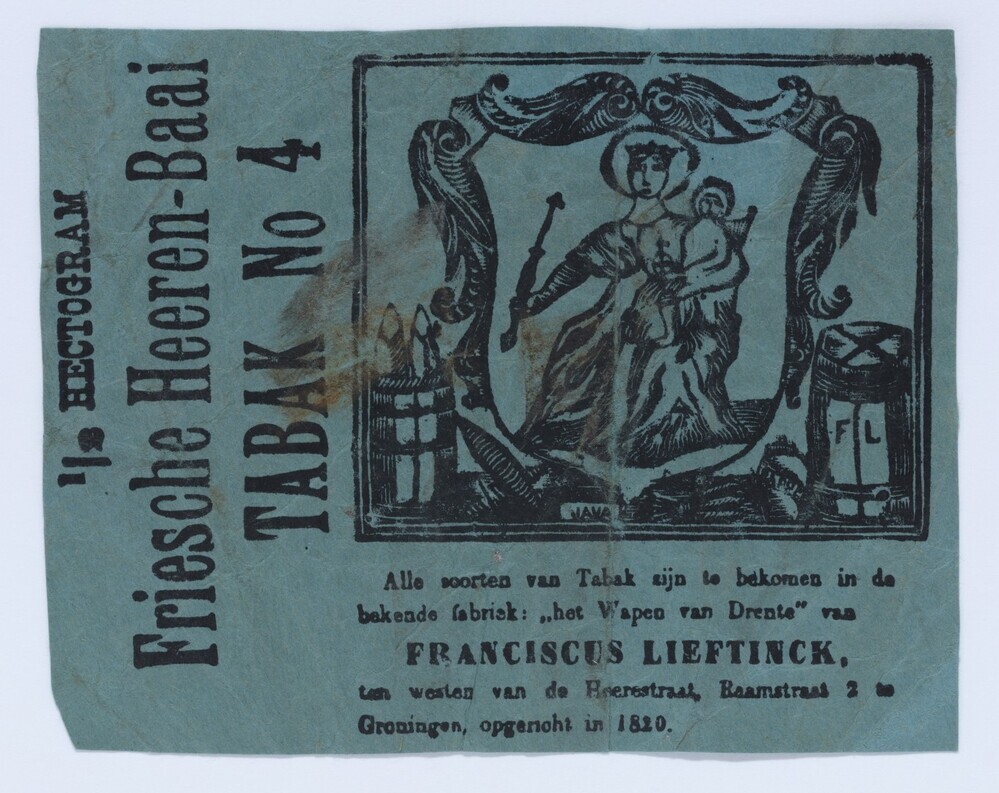 1/2 HECTOGRAM
Friesche Heeren-Baai
TABAK No 4
F L
JAVA
Alle soorten van Tabak zijn te bekomen in de
bekende fabriek: „het Wapen van Drente” van
FRANCISCUS LIEFTINCK,
ten westen van de Heerestraat, Raamstraat 2 te
Groningen, opgericht in 1820.